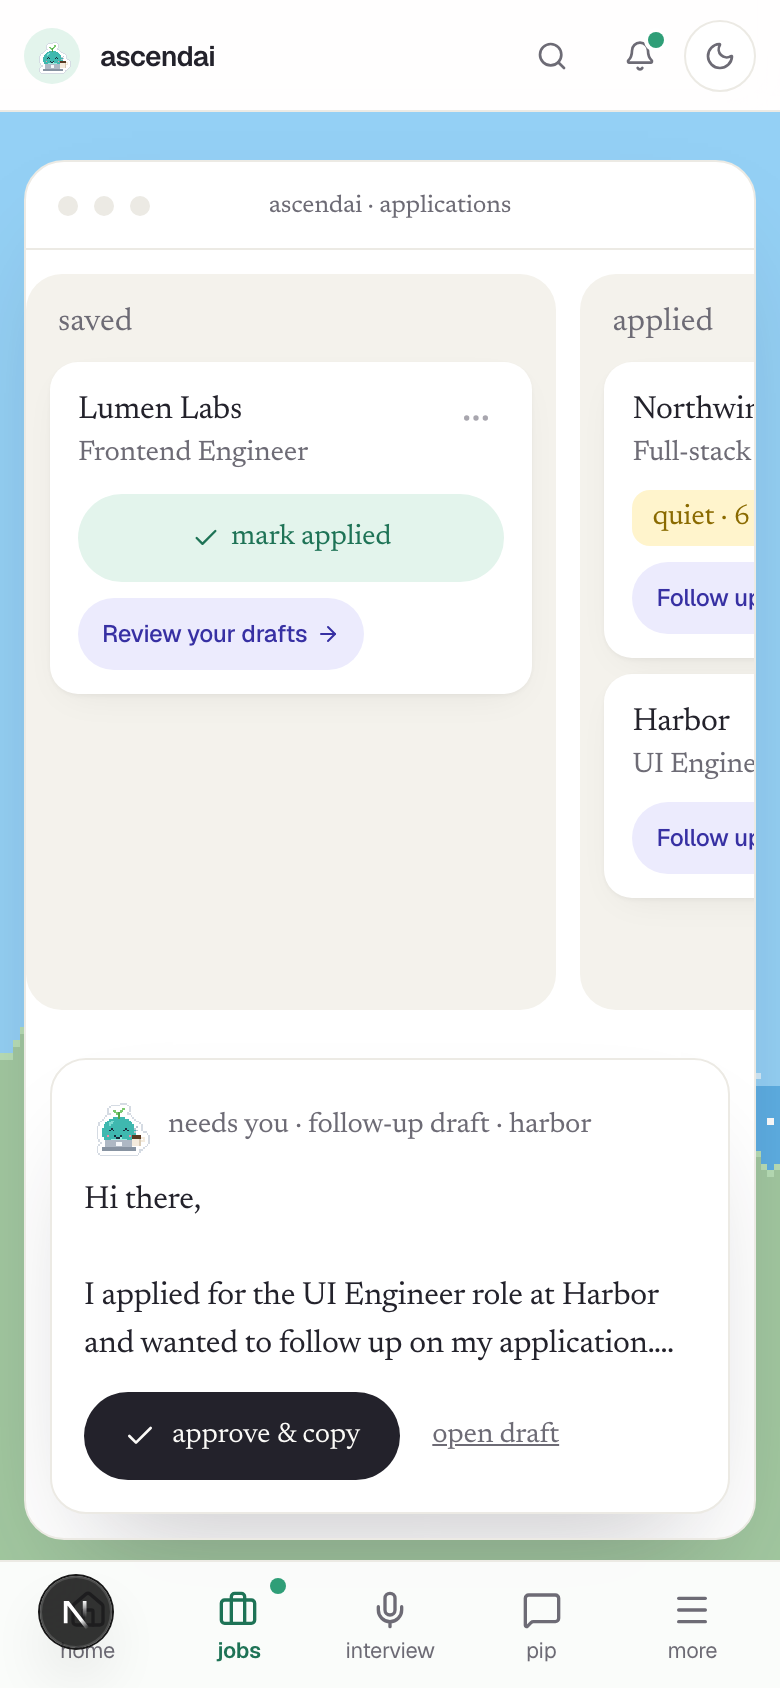 ascendai
ascendai · applications
saved
Lumen Labs
Frontend Engineer
mark applied
Review your drafts →
applied
Northwin
Full-stack
quiet · 6
Follow up
Harbor
UI Engine
Follow up
needs you · follow-up draft · harbor
Hi there,
I applied for the UI Engineer role at Harbor
and wanted to follow up on my application....
approve & copy
open draft
N
home
jobs
interview
pip
more